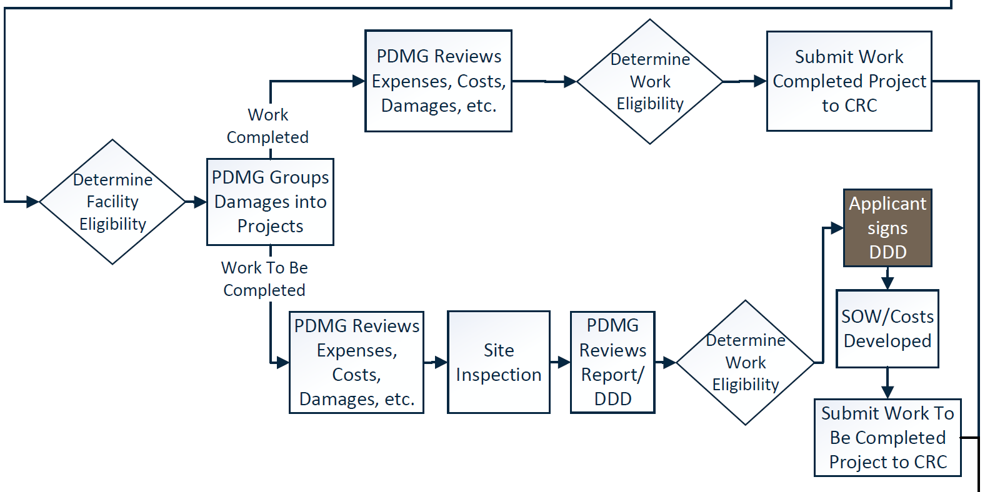 PDMG Reviews
Expenses, Costs,
Damages, etc.
Determine
Work
Eligibility
Submit Work
Completed Project
to CRC
Work
Completed
Determine
Facility
Eligibility
PDMG Groups
Damages into
Projects
Work To Be
Completed
PDMG Reviews
Expenses,
Costs,
Damages, etc.
Site
Inspection
PDMG
Reviews
Report/
DDD
Determine
Work
Eligibility
Applicant
signs
DDD
SOW/Costs
Developed
Submit Work To
Be Completed
Project to CRC